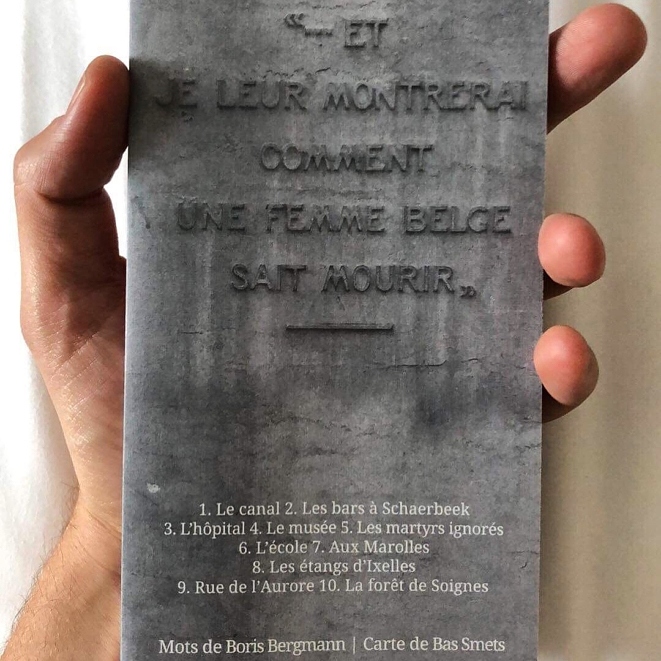 “... ET
JE LEUR MONTRERAI
COMMENT
UNE FEMME BELGE
SAIT MOURIR„
1. Le canal 2. Les bars à Schaerbeek
3. L’hôpital 4. Le musée 5. Les martyrs ignorés
6. L’école 7. Aux Marolles
8. Les étangs d’Ixelles
9. Rue de l’Aurore 10. La forêt de Soignes
Mots de Boris Bergmann | Carte de Bas Smets